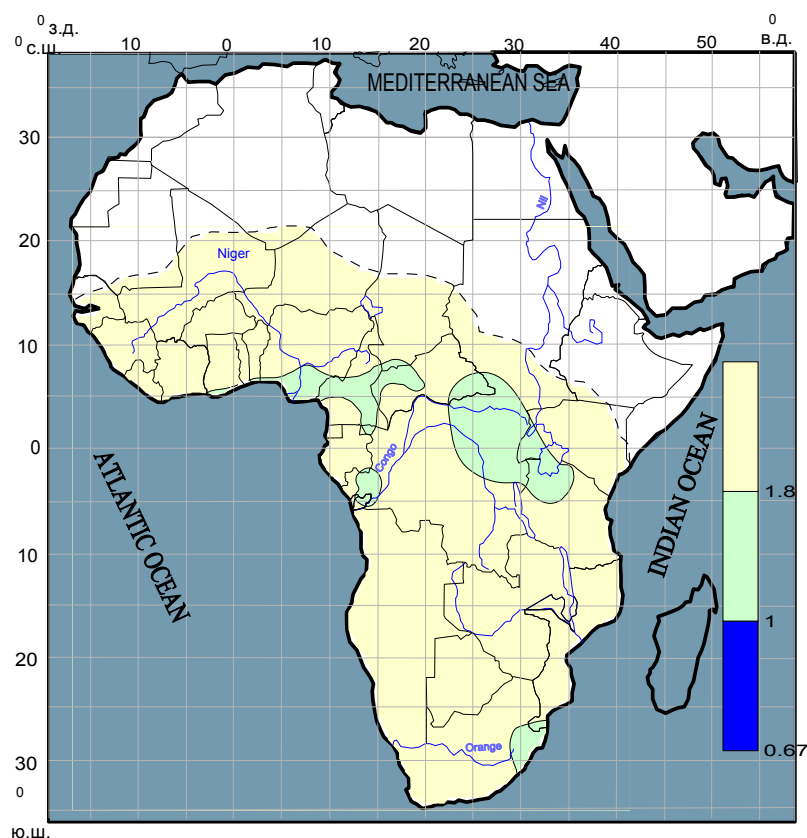 0 з.д. 0
0 с.ш. 10 0 10 20 30 40 50 в.д.
MEDITERRANEAN SEA
30
Nil
20
Niger
10
0
Congo
1.8
ATLANTIC OCEAN
INDIAN OCEAN
10
1
20
Orange
0.67
30
0
ю.ш.